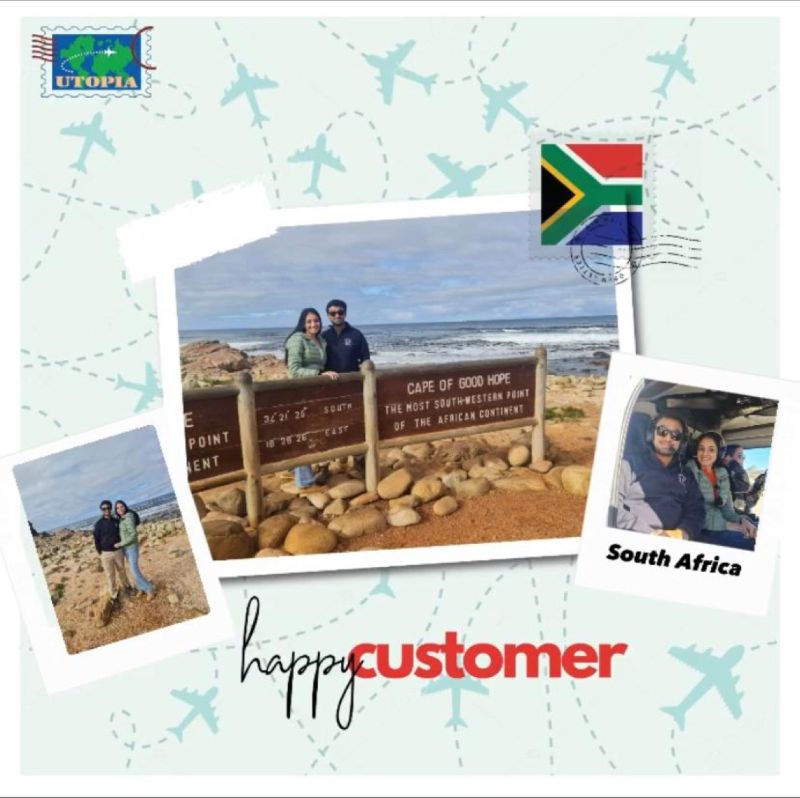 UTOPIA
E
POINT
NENT
34° 21' 25" SOUTH
18° 28' 26" EAST
CAPE OF GOOD HOPE
THE MOST SOUTH-WESTERN POINT
OF THE AFRICAN CONTINENT
South Africa
happy customer